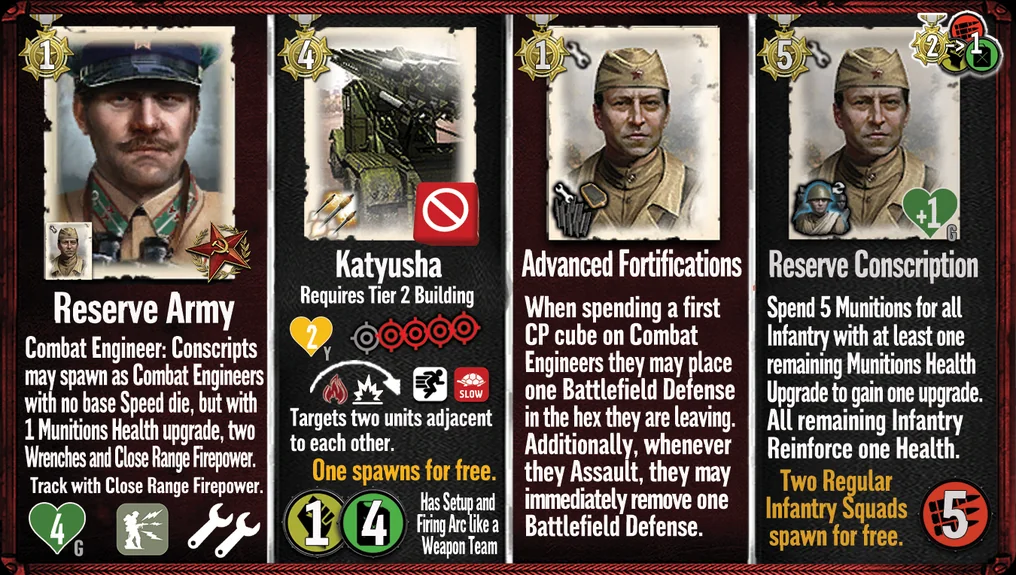 1
Reserve Army
Combat Engineer: Conscripts
may spawn as Combat Engineers
with no base Speed die, but with
1 Munitions Health upgrade, two
Wrenches and Close Range Firepower.
Track with Close Range Firepower.
4
G
4
Katyusha
Requires Tier 2 Building
2
Y
SLOW
Targets two units adjacent
to each other.
One spawns for free.
1
4
Has Setup and
Firing Arc like a
Weapon Team
1
Advanced Fortifications
When spending a first
CP cube on Combat
Engineers they may place
one Battlefield Defense
in the hex they are leaving.
Additionally, whenever
they Assault, they may
immediately remove one
Battlefield Defense.
5
2->1
+1
G
Reserve Conscription
Spend 5 Munitions for all
Infantry with at least one
remaining Munitions Health
Upgrade to gain one upgrade.
All remaining Infantry
Reinforce one Health.
Two Regular
Infantry Squads
spawn for free.
5